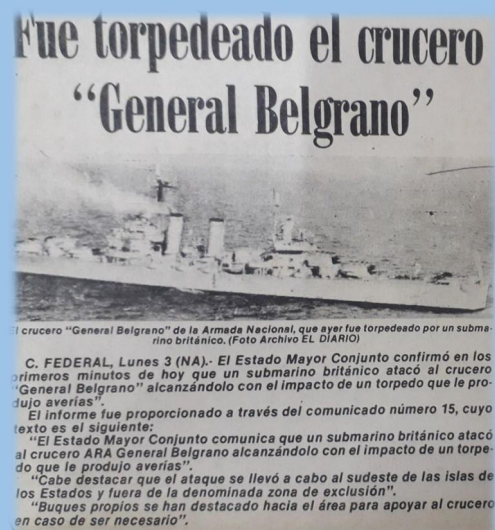 Fue torpedeado el crucero
"General Belgrano"
El crucero "General Belgrano" de la Armada Nacional, que ayer fue torpedeado por un subma-
rino británico. (Foto Archivo EL DIARIO)
C. FEDERAL, Lunes 3 (NA).- El Estado Mayor Conjunto confirmó en los
primeros minutos de hoy que un submarino británico atacó al crucero
"General Belgrano" alcanzándolo con el impacto de un torpedo que le pro-
dujo averías".
El informe fue proporcionado a través del comunicado número 15, cuyo
texto es el siguiente:
"El Estado Mayor Conjunto comunica que un submarino británico atacó
al crucero ARA General Belgrano alcanzándolo con el impacto de un torpe-
do que le produjo averías".
"Cabe destacar que el ataque se llevó a cabo al sudeste de las islas de
los Estados y fuera de la denominada zona de exclusión".
"Buques propios se han destacado hacia el área para apoyar al crucero
en caso de ser necesario".